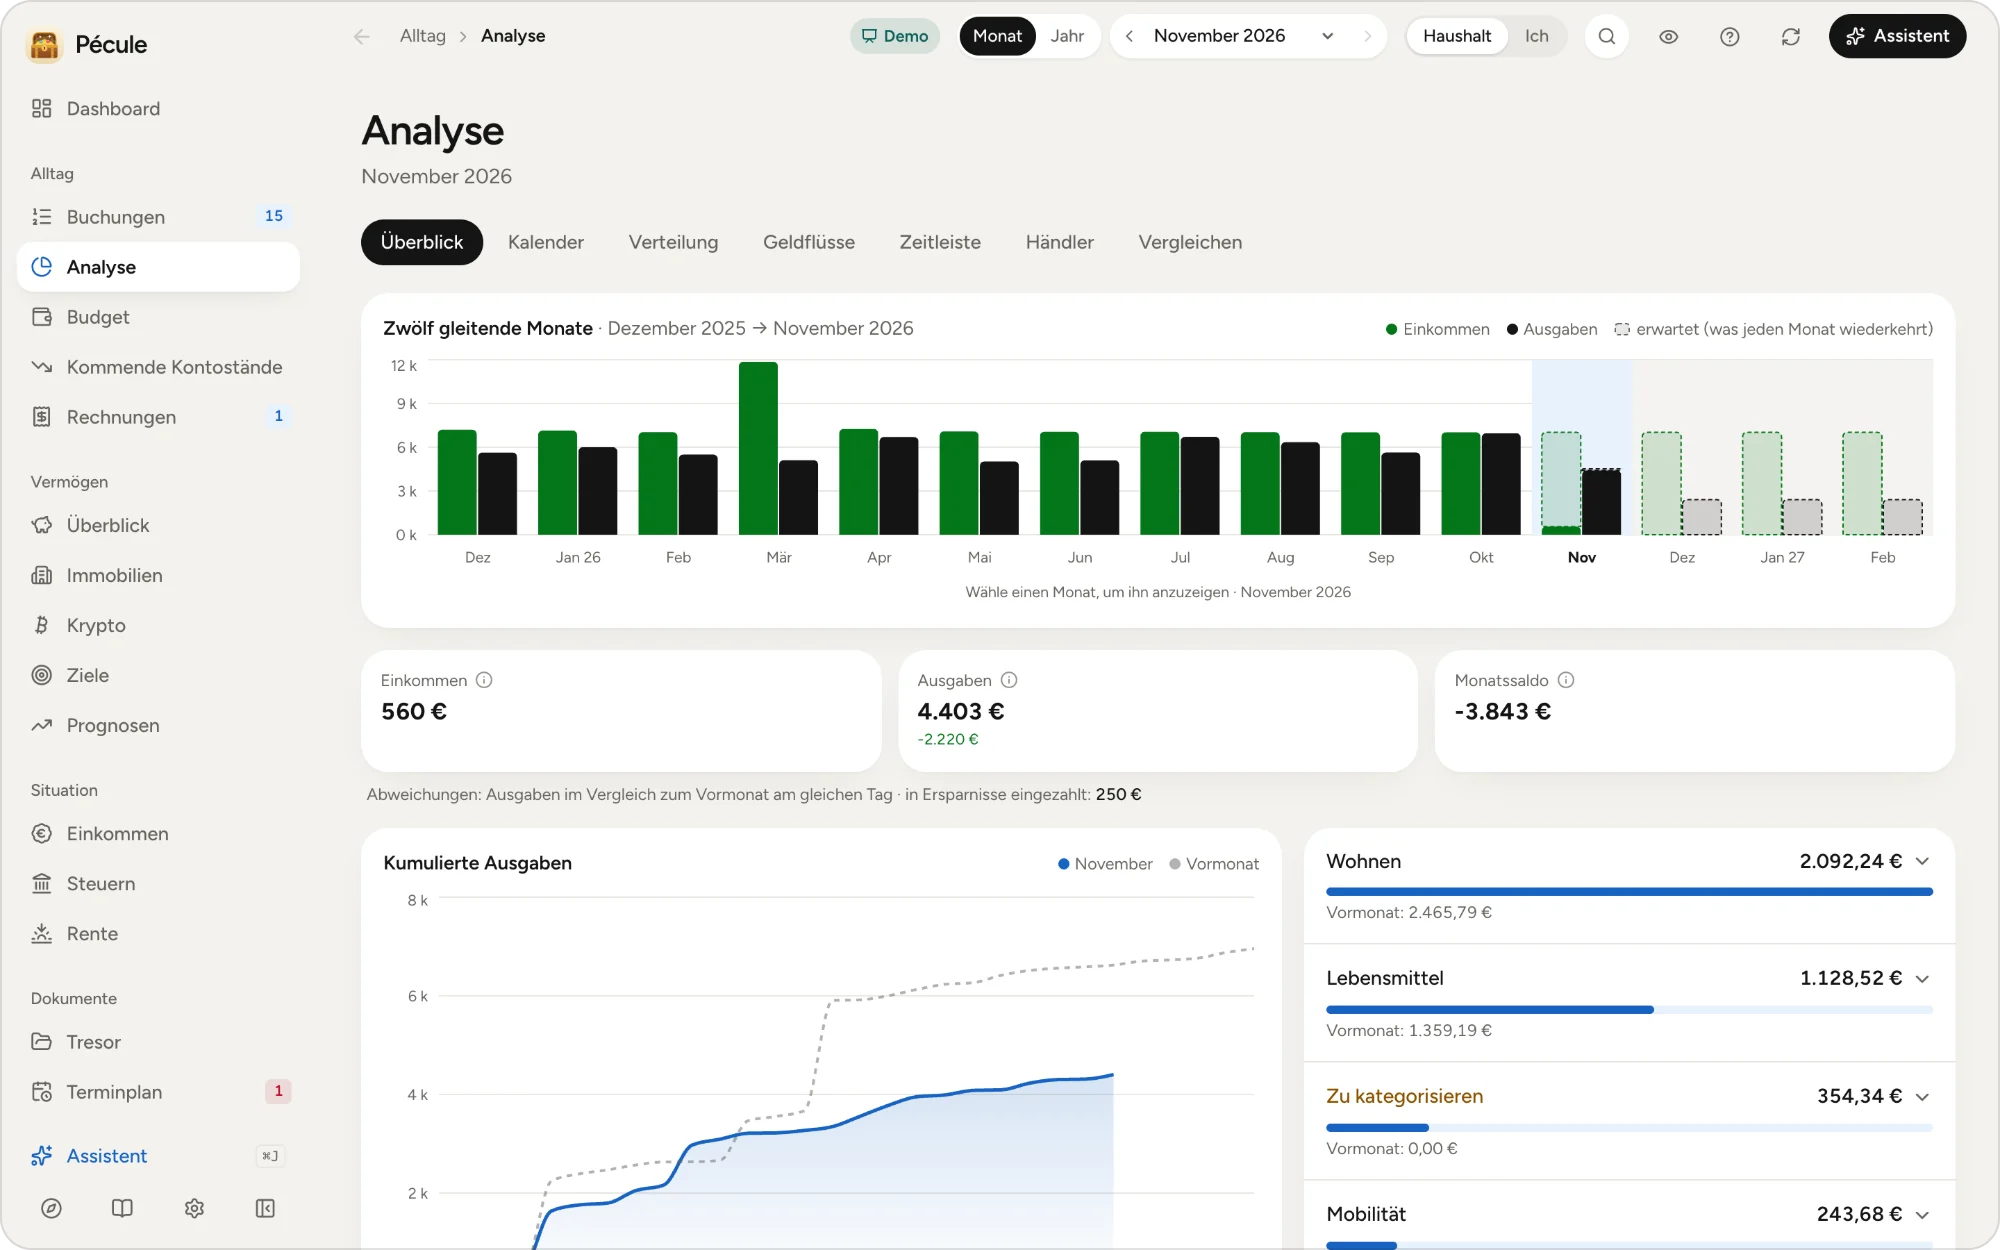 Pécule
Alltag > Analyse
Demo
Monat
Jahr
November 2026
Haushalt
Ich
Assistent
Dashboard
Alltag
Buchungen 15
Analyse
Budget
Kommende Kontostände
Rechnungen 1
Vermögen
Überblick
Immobilien
Krypto
Ziele
Prognosen
Situation
Einkommen
Steuern
Rente
Dokumente
Tresor
Terminplan 1
Assistent ⌘J
Analyse
November 2026
Überblick
Kalender
Verteilung
Geldflüsse
Zeitleiste
Händler
Vergleichen
Zwölf gleitende Monate · Dezember 2025 → November 2026
Einkommen Ausgaben erwartet (was jeden Monat wiederkehrt)
12 k
9 k
6 k
3 k
0 k
Dez Jan 26 Feb Mär Apr Mai Jun Jul Aug Sep Okt Nov Dez Jan 27 Feb
Wähle einen Monat, um ihn anzuzeigen · November 2026
Einkommen
560 €
Ausgaben
4.403 €
-2.220 €
Monatssaldo
-3.843 €
Abweichungen: Ausgaben im Vergleich zum Vormonat am gleichen Tag · in Ersparnisse eingezahlt: 250 €
Kumulierte Ausgaben
November Vormonat
8 k
6 k
4 k
2 k
Wohnen 2.092,24 €
Vormonat: 2.465,79 €
Lebensmittel 1.128,52 €
Vormonat: 1.359,19 €
Zu kategorisieren 354,34 €
Vormonat: 0,00 €
Mobilität 243,68 €